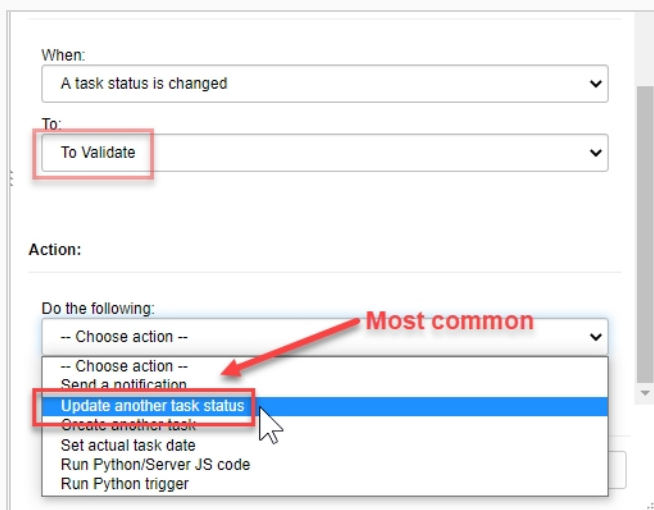 When:
A task status is changed
To:
To Validate
Action:
Do the following:
Most common
-- Choose action --
-- Choose action --
Send a notification
Update another task status
Create another task
Set actual task date
Run Python/Server JS code
Run Python trigger